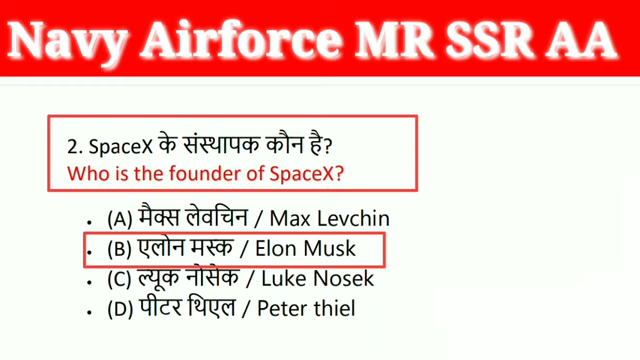 Navy Airforce MR SSR AA
2. SpaceX के संस्थापक कौन है?
Who is the founder of SpaceX?
(A) मैक्स लेवचिन / Max Levchin
(B) एलोन मस्क / Elon Musk
(C) ल्यूक नोसेक / Luke Nosek
(D) पीटर थिएल / Peter thiel